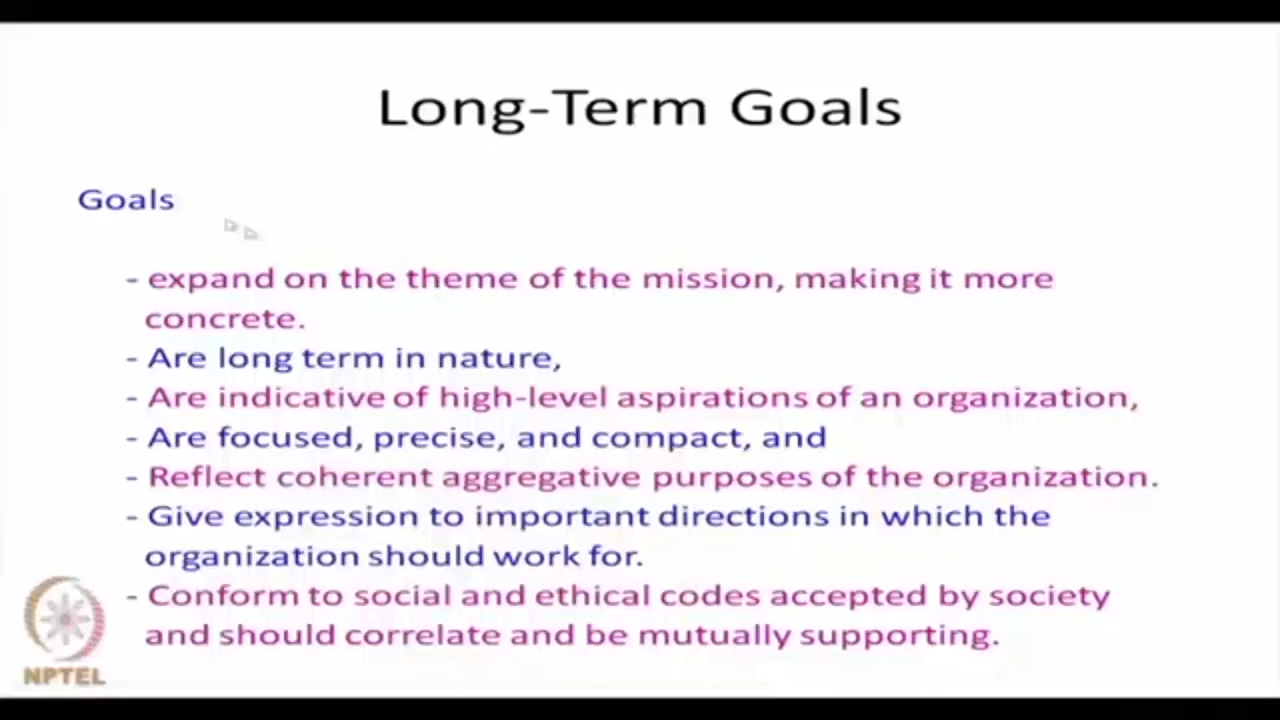 Long-Term Goals
Goals
- expand on the theme of the mission, making it more
concrete.
- Are long term in nature,
- Are indicative of high-level aspirations of an organization,
- Are focused, precise, and compact, and
- Reflect coherent aggregative purposes of the organization.
- Give expression to important directions in which the
organization should work for.
- Conform to social and ethical codes accepted by society
and should correlate and be mutually supporting.
NPTEL